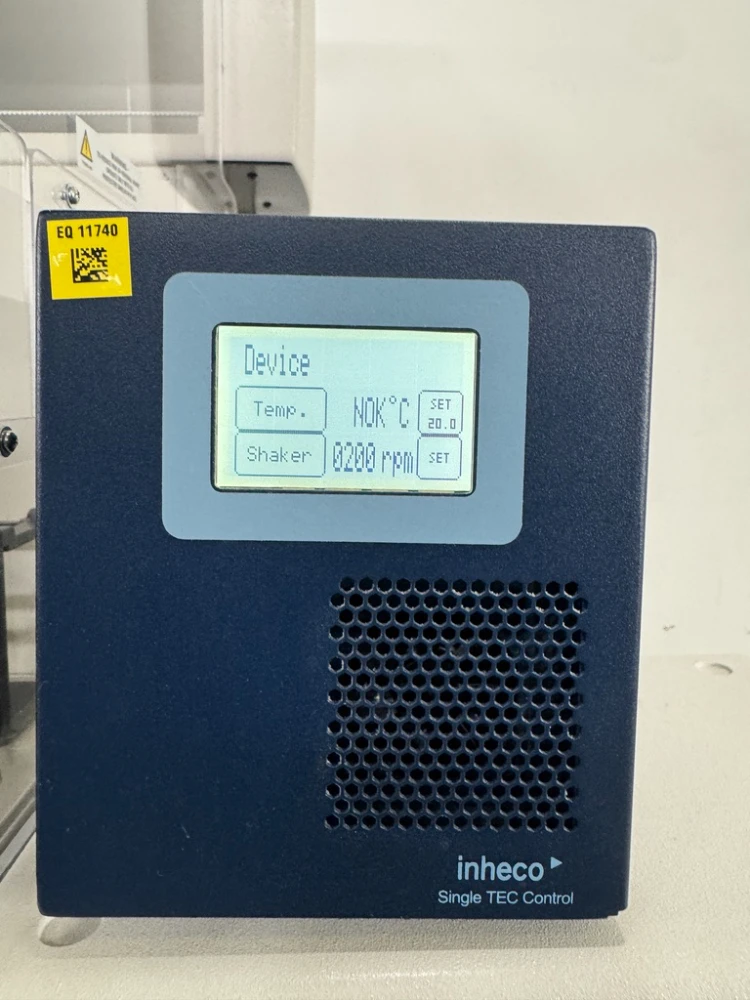 EQ 11740
Device
Temp. NOK°C SET 20.0
Shaker 0200 rpm SET
inheco
Single TEC Control